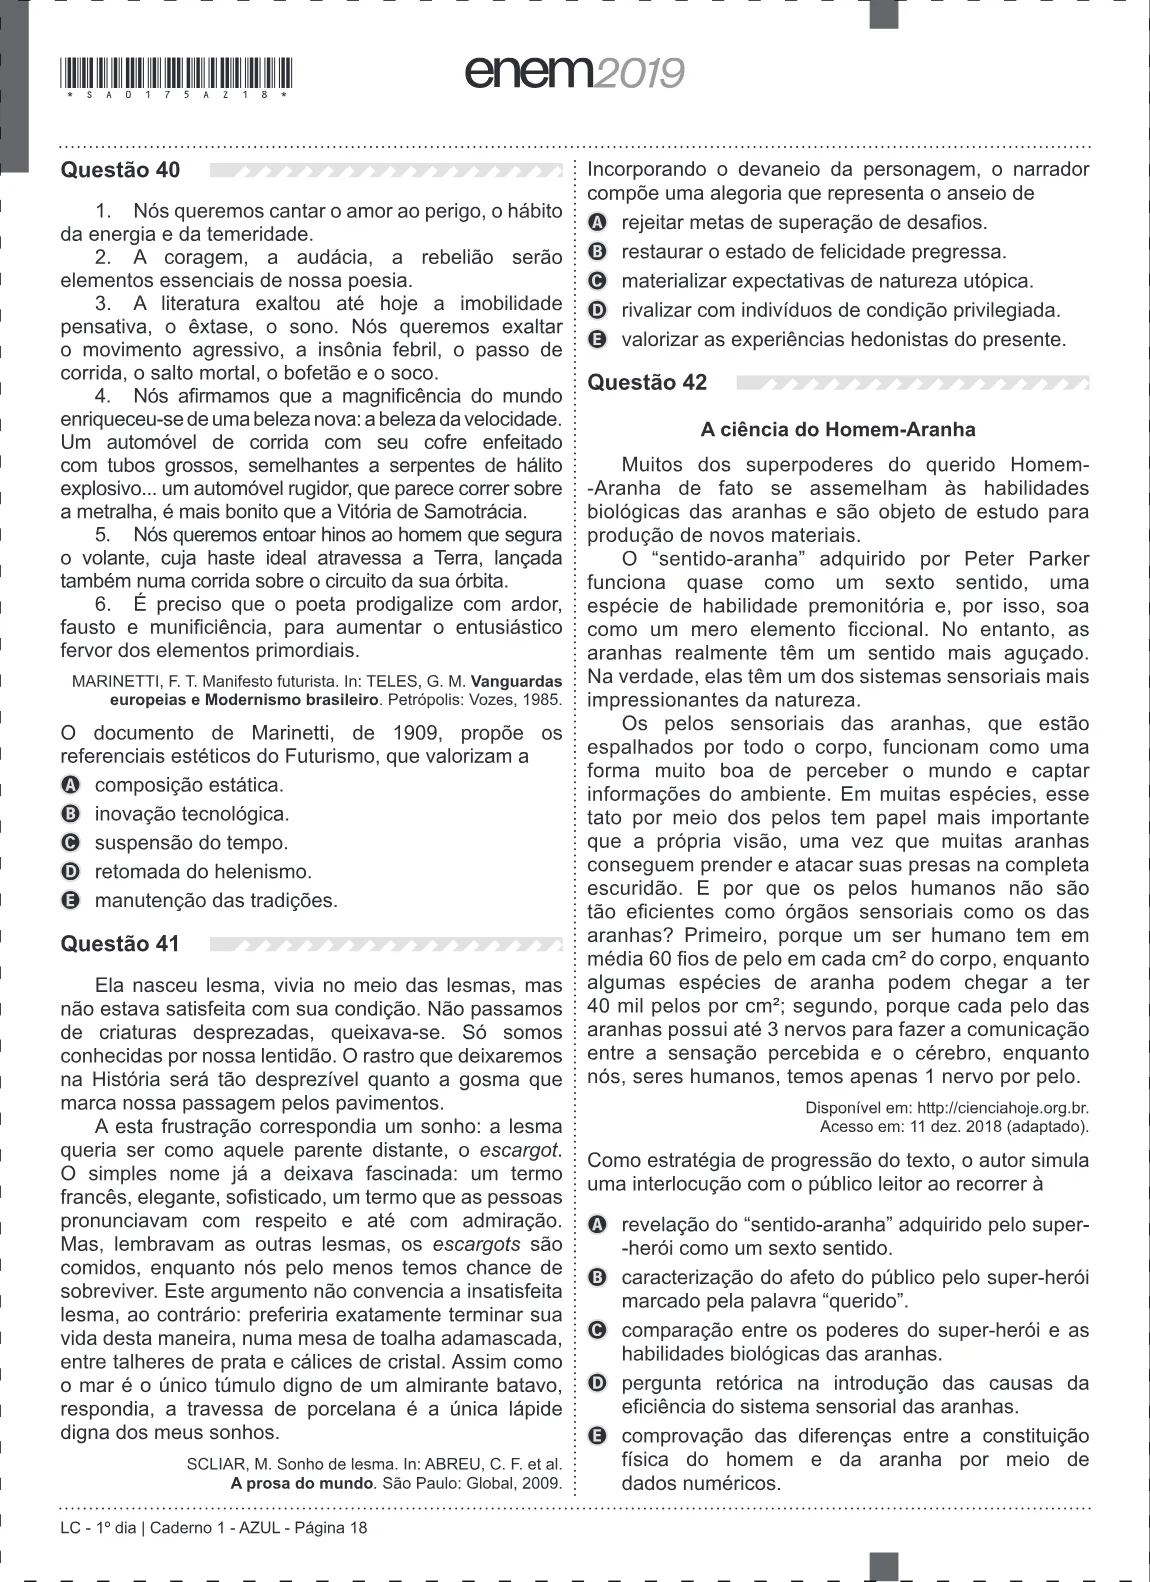 *SA0175AZ18*
enem2019
Questão 40
1. Nós queremos cantar o amor ao perigo, o hábito
da energia e da temeridade.
2. A coragem, a audácia, a rebelião serão
elementos essenciais de nossa poesia.
3. A literatura exaltou até hoje a imobilidade
pensativa, o êxtase, o sono. Nós queremos exaltar
o movimento agressivo, a insônia febril, o passo de
corrida, o salto mortal, o bofetão e o soco.
4. Nós afirmamos que a magnificência do mundo
enriqueceu-se de uma beleza nova: a beleza da velocidade.
Um automóvel de corrida com seu cofre enfeitado
com tubos grossos, semelhantes a serpentes de hálito
explosivo... um automóvel rugidor, que parece correr sobre
a metralha, é mais bonito que a Vitória de Samotrácia.
5. Nós queremos entoar hinos ao homem que segura
o volante, cuja haste ideal atravessa a Terra, lançada
também numa corrida sobre o circuito da sua órbita.
6. É preciso que o poeta prodigalize com ardor,
fausto e munificiência, para aumentar o entusiástico
fervor dos elementos primordiais.
MARINETTI, F. T. Manifesto futurista. In: TELES, G. M. Vanguardas
europeias e Modernismo brasileiro. Petrópolis: Vozes, 1985.
O documento de Marinetti, de 1909, propõe os
referenciais estéticos do Futurismo, que valorizam a
A composição estática.
B inovação tecnológica.
C suspensão do tempo.
D retomada do helenismo.
E manutenção das tradições.
Questão 41
Ela nasceu lesma, vivia no meio das lesmas, mas
não estava satisfeita com sua condição. Não passamos
de criaturas desprezadas, queixava-se. Só somos
conhecidas por nossa lentidão. O rastro que deixaremos
na História será tão desprezível quanto a gosma que
marca nossa passagem pelos pavimentos.
A esta frustração correspondia um sonho: a lesma
queria ser como aquele parente distante, o escargot.
O simples nome já a deixava fascinada: um termo
francês, elegante, sofisticado, um termo que as pessoas
pronunciavam com respeito e até com admiração.
Mas, lembravam as outras lesmas, os escargots são
comidos, enquanto nós pelo menos temos chance de
sobreviver. Este argumento não convencia a insatisfeita
lesma, ao contrário: preferiria exatamente terminar sua
vida desta maneira, numa mesa de toalha adamascada,
entre talheres de prata e cálices de cristal. Assim como
o mar é o único túmulo digno de um almirante batavo,
respondia, a travessa de porcelana é a única lápide
digna dos meus sonhos.
SCLIAR, M. Sonho de lesma. In: ABREU, C. F. et al.
A prosa do mundo. São Paulo: Global, 2009.
Incorporando o devaneio da personagem, o narrador
compõe uma alegoria que representa o anseio de
A rejeitar metas de superação de desafios.
B restaurar o estado de felicidade pregressa.
C materializar expectativas de natureza utópica.
D rivalizar com indivíduos de condição privilegiada.
E valorizar as experiências hedonistas do presente.
Questão 42
A ciência do Homem-Aranha
Muitos dos superpoderes do querido Homem-
-Aranha de fato se assemelham às habilidades
biológicas das aranhas e são objeto de estudo para
produção de novos materiais.
O “sentido-aranha” adquirido por Peter Parker
funciona quase como um sexto sentido, uma
espécie de habilidade premonitória e, por isso, soa
como um mero elemento ficcional. No entanto, as
aranhas realmente têm um sentido mais aguçado.
Na verdade, elas têm um dos sistemas sensoriais mais
impressionantes da natureza.
Os pelos sensoriais das aranhas, que estão
espalhados por todo o corpo, funcionam como uma
forma muito boa de perceber o mundo e captar
informações do ambiente. Em muitas espécies, esse
tato por meio dos pelos tem papel mais importante
que a própria visão, uma vez que muitas aranhas
conseguem prender e atacar suas presas na completa
escuridão. E por que os pelos humanos não são
tão eficientes como órgãos sensoriais como os das
aranhas? Primeiro, porque um ser humano tem em
média 60 fios de pelo em cada cm² do corpo, enquanto
algumas espécies de aranha podem chegar a ter
40 mil pelos por cm²; segundo, porque cada pelo das
aranhas possui até 3 nervos para fazer a comunicação
entre a sensação percebida e o cérebro, enquanto
nós, seres humanos, temos apenas 1 nervo por pelo.
Disponível em: http://cienciahoje.org.br.
Acesso em: 11 dez. 2018 (adaptado).
Como estratégia de progressão do texto, o autor simula
uma interlocução com o público leitor ao recorrer à
A revelação do “sentido-aranha” adquirido pelo super-
-herói como um sexto sentido.
B caracterização do afeto do público pelo super-herói
marcado pela palavra “querido”.
C comparação entre os poderes do super-herói e as
habilidades biológicas das aranhas.
D pergunta retórica na introdução das causas da
eficiência do sistema sensorial das aranhas.
E comprovação das diferenças entre a constituição
física do homem e da aranha por meio de
dados numéricos.
LC - 1º dia | Caderno 1 - AZUL - Página 18